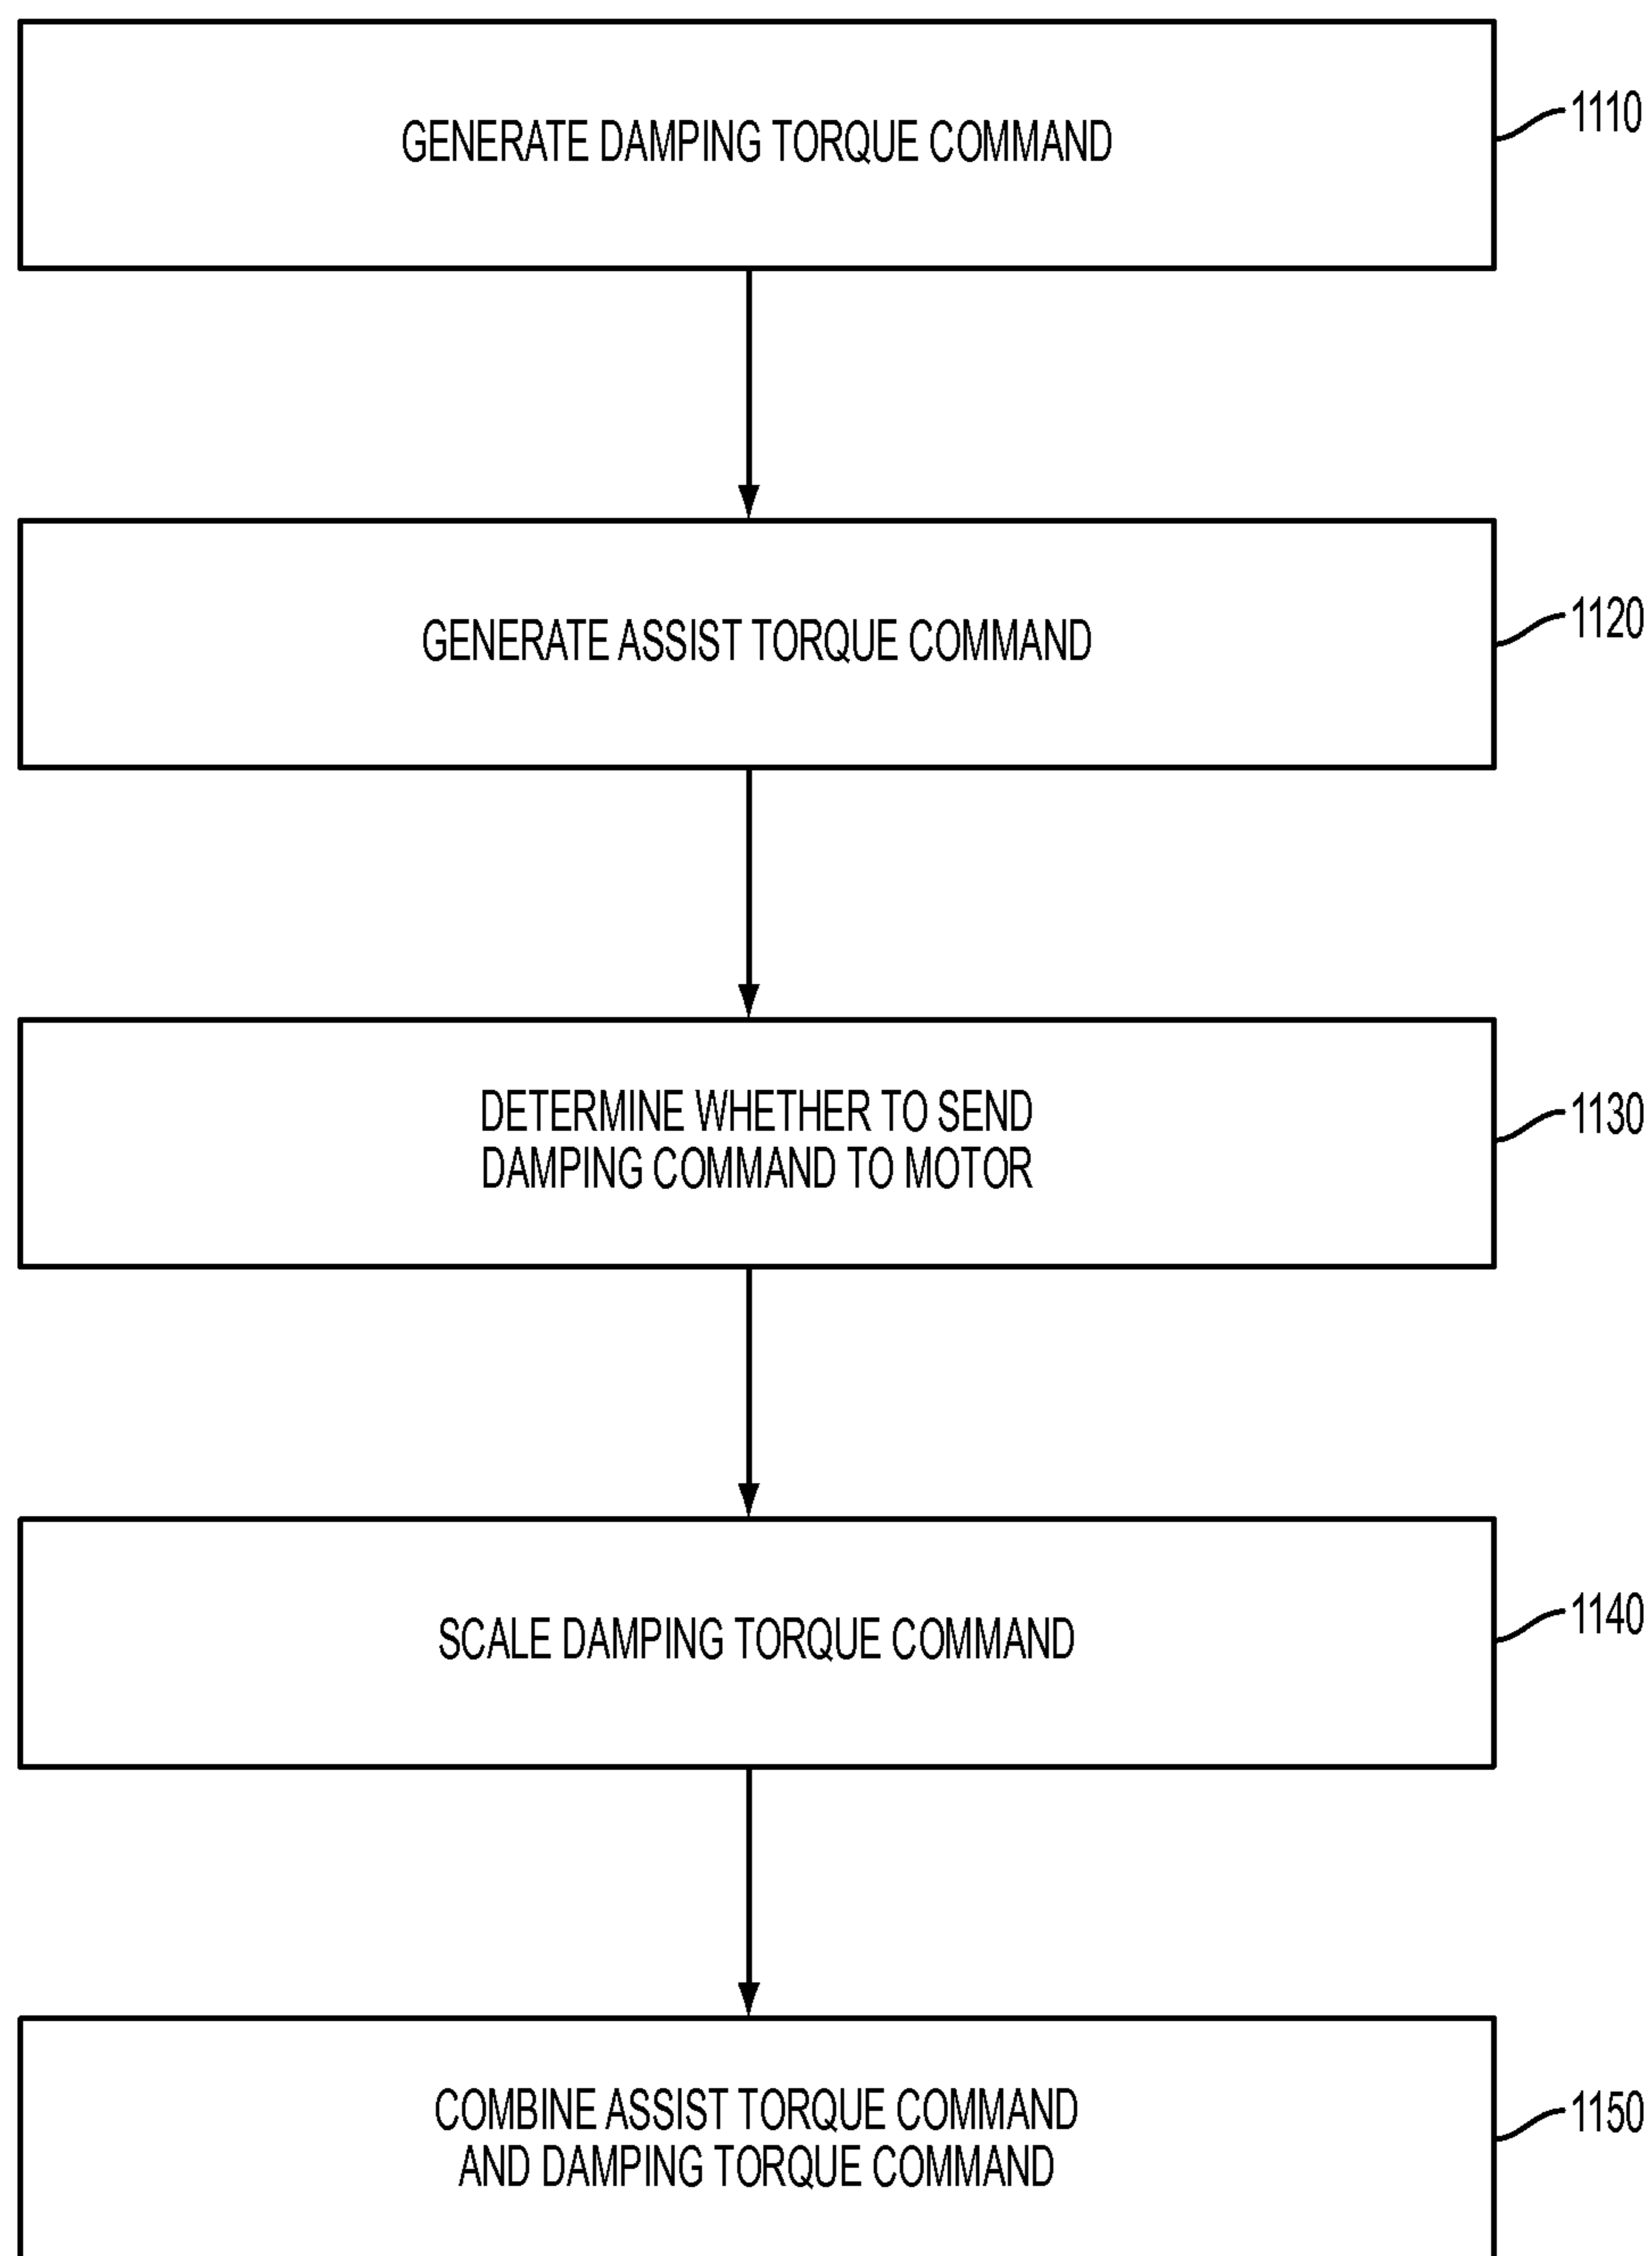 GENERATE DAMPING TORQUE COMMAND
1110
GENERATE ASSIST TORQUE COMMAND
1120
DETERMINE WHETHER TO SEND
DAMPING COMMAND TO MOTOR
1130
SCALE DAMPING TORQUE COMMAND
1140
COMBINE ASSIST TORQUE COMMAND
AND DAMPING TORQUE COMMAND
1150